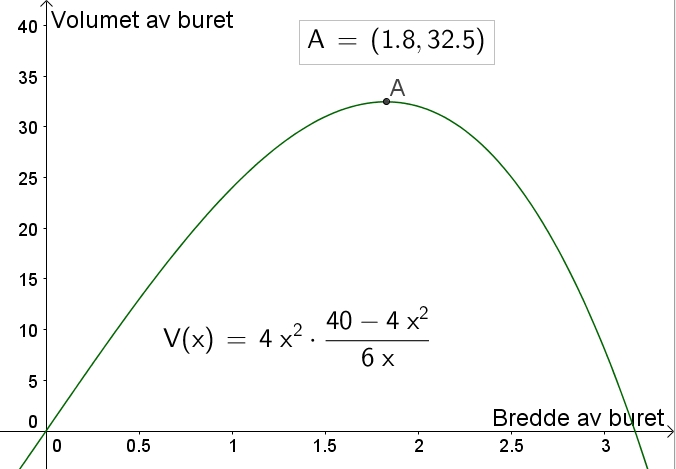 Volumet av buret
A = (1.8, 32.5)
A
40
35
30
25
20
15
10
5
0
V(x) = 4 x² · (40 − 4 x²) / (6 x)
Bredde av buret
0 0.5 1 1.5 2 2.5 3